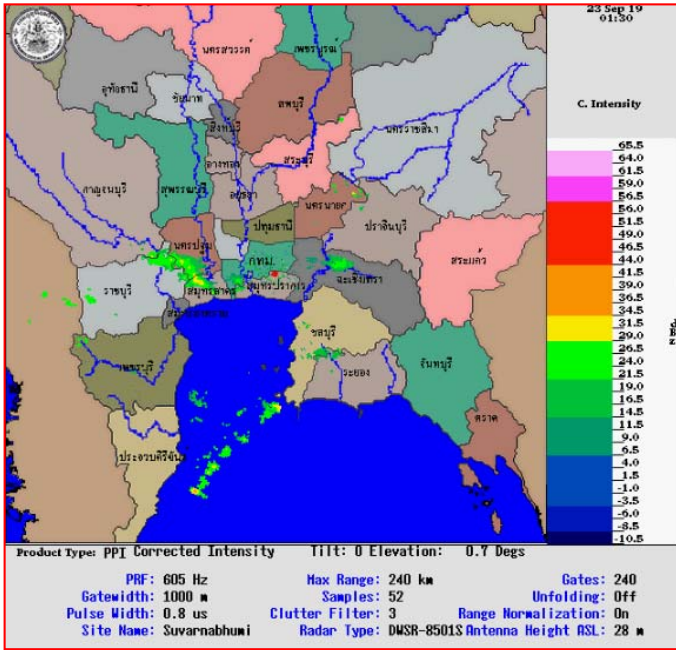 23 Sep 19
01:30
C. Intensity
65.5
64.0
61.5
59.0
56.5
56.0
51.5
49.0
46.5
44.0
41.5
39.0
36.5
34.5
31.5
29.0
26.5
24.0
21.5
19.0
16.5
14.5
11.5
9.0
6.5
4.0
1.5
-1.0
-3.5
-6.0
-8.5
-10.5
นครสวรรค์
เพชรบูรณ์
อุทัยธานี
ชัยนาท
ลพบุรี
สิงห์บุรี
นครราชสีมา
อ่างทอง
สระบุรี
กาญจนบุรี
สุพรรณบุรี
อยุธยา
นครนายก
ปทุมธานี
ปราจีนบุรี
นครปฐม
กทม.
สระแก้ว
ราชบุรี
สมุทรสาคร
สมุทรปราการ
ฉะเชิงเทรา
สมุทรสงคราม
ชลบุรี
เพชรบุรี
ระยอง
จันทบุรี
ตราด
ประจวบคีรีขันธ์
Product Type: PPI Corrected Intensity Tilt: 0 Elevation: 0.7 Degs
PRF: 605 Hz Max Range: 240 km Gates: 240
Gatewidth: 1000 m Samples: 52 Unfolding: Off
Pulse Width: 0.8 us Clutter Filter: 3 Range Normalization: On
Site Name: Suvarnabhumi Radar Type: DWSR-8501S Antenna Height ASL: 28 m